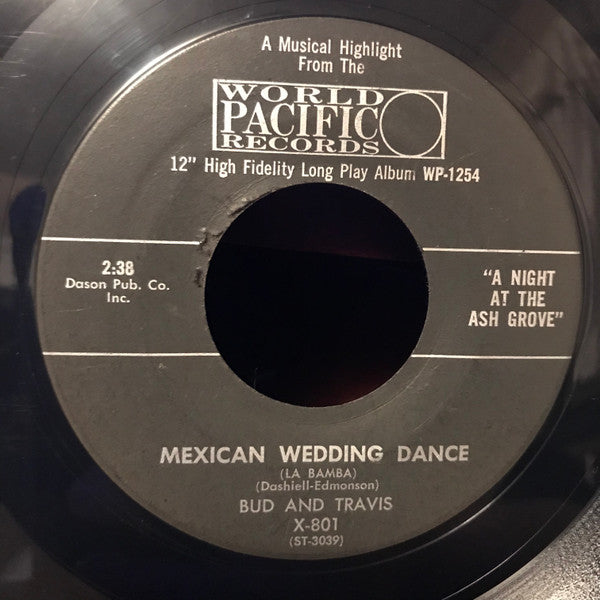 A Musical Highlight
From The
WORLD
PACIFIC
RECORDS
12" High Fidelity Long Play Album WP-1254
2:38
Dason Pub. Co.
Inc.
"A NIGHT
AT THE
ASH GROVE"
MEXICAN WEDDING DANCE
(LA BAMBA)
(Dashiell-Edmonson)
BUD AND TRAVIS
X-801
(ST-3039)